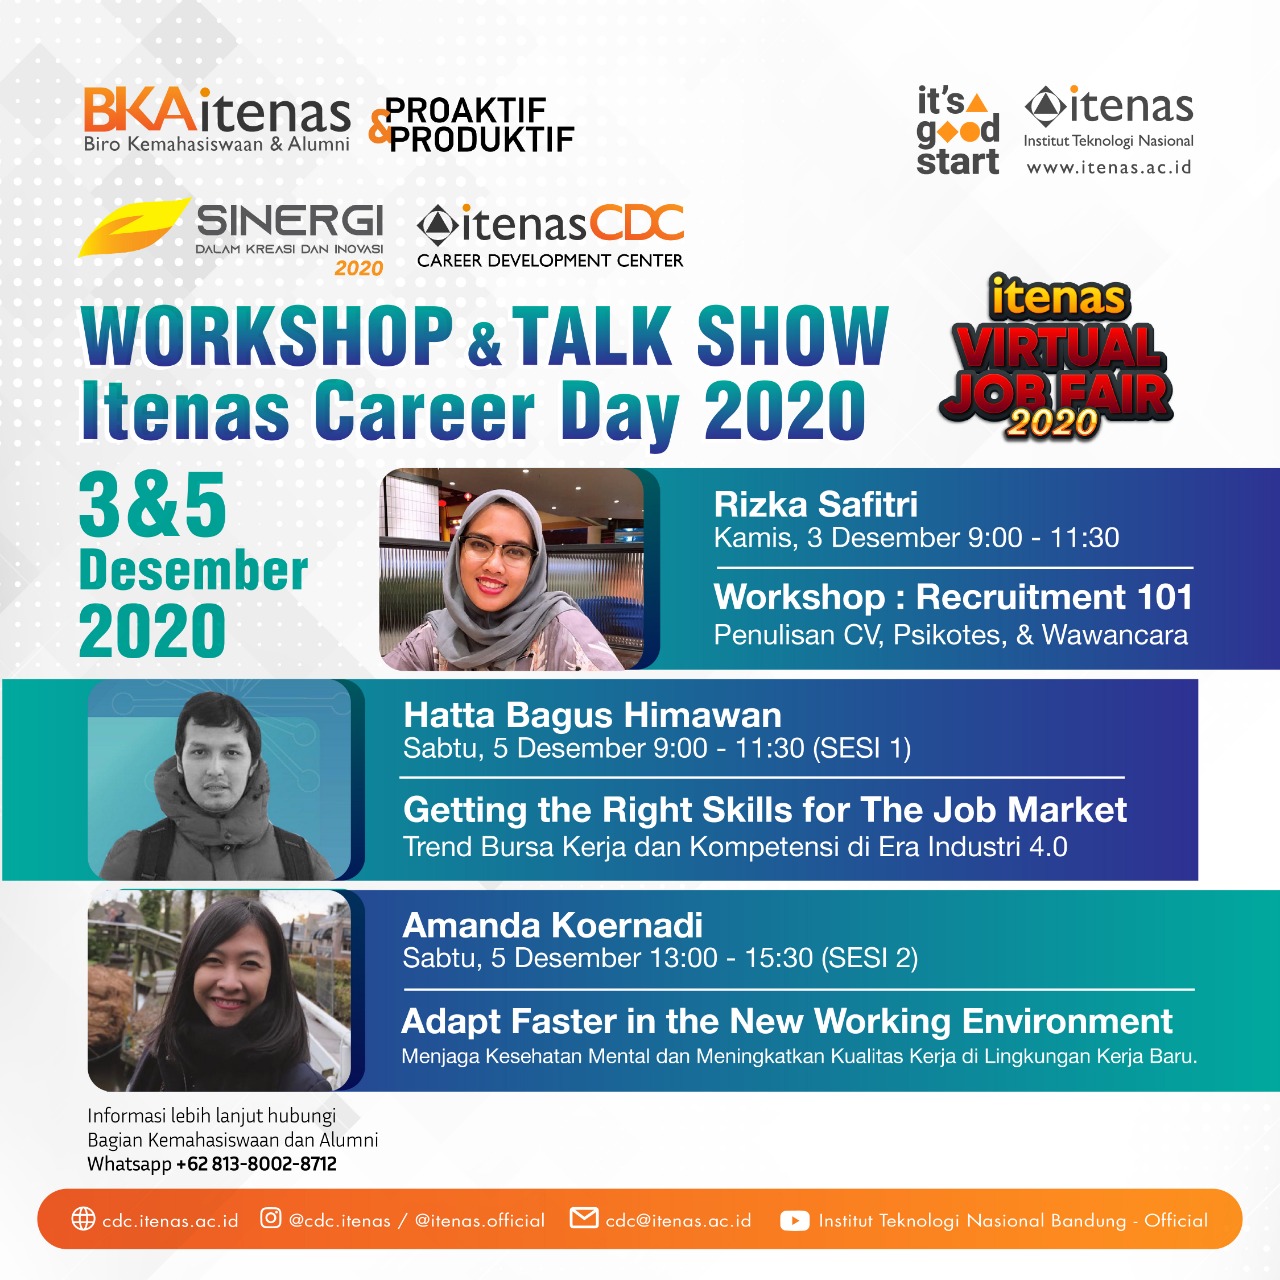 BKAitenas
Biro Kemahasiswaan & Alumni
PROAKTIF
& PRODUKTIF
it's
good
start
itenas
Institut Teknologi Nasional
www.itenas.ac.id
SINERGI
DALAM KREASI DAN INOVASI
2020
itenasCDC
CAREER DEVELOPMENT CENTER
WORKSHOP & TALK SHOW
Itenas Career Day 2020
itenas
VIRTUAL
JOB FAIR
2020
3&5
Desember
2020
Rizka Safitri
Kamis, 3 Desember 9:00 - 11:30
Workshop : Recruitment 101
Penulisan CV, Psikotes, & Wawancara
Hatta Bagus Himawan
Sabtu, 5 Desember 9:00 - 11:30 (SESI 1)
Getting the Right Skills for The Job Market
Trend Bursa Kerja dan Kompetensi di Era Industri 4.0
Amanda Koernadi
Sabtu, 5 Desember 13:00 - 15:30 (SESI 2)
Adapt Faster in the New Working Environment
Menjaga Kesehatan Mental dan Meningkatkan Kualitas Kerja di Lingkungan Kerja Baru.
Informasi lebih lanjut hubungi
Bagian Kemahasiswaan dan Alumni
Whatsapp +62 813-8002-8712
cdc.itenas.ac.id @cdc.itenas / @itenas.official cdc@itenas.ac.id Institut Teknologi Nasional Bandung - Official